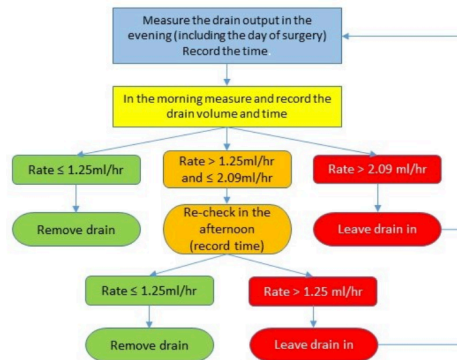 Measure the drain output in the
evening (including the day of surgery)
Record the time.
In the morning measure and record the
drain volume and time
Rate ≤ 1.25ml/hr
Rate > 1.25ml/hr
and ≤ 2.09ml/hr
Rate > 2.09 ml/hr
Remove drain
Re-check in the
afternoon
(record time)
Leave drain in
Rate ≤ 1.25ml/hr
Rate > 1.25 ml/hr
Remove drain
Leave drain in